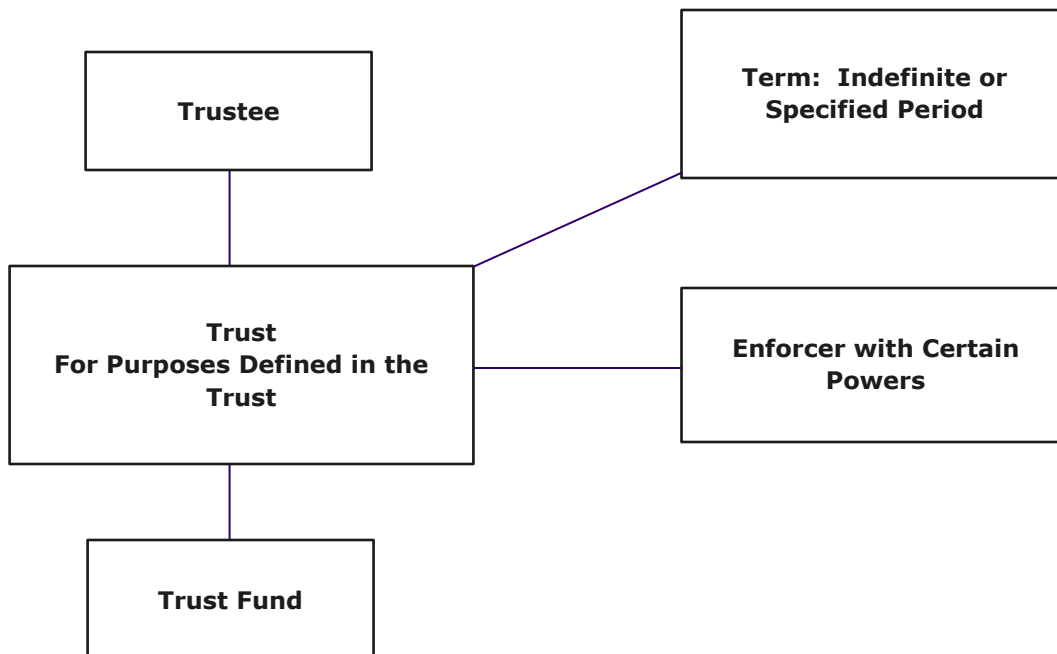 Trustee
Term:  Indefinite or
Specified Period
Trust
For Purposes Defined in the
Trust
Enforcer with Certain
Powers
Trust Fund